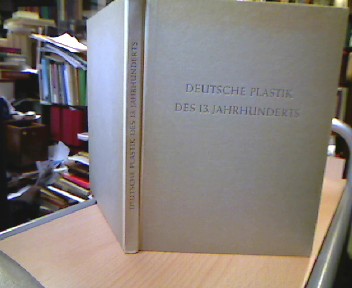 DEUTSCHE PLASTIK
DES 13. JAHRHUNDERTS
DEUTSCHE PLASTIK DES 13. JAHRHUNDERTS